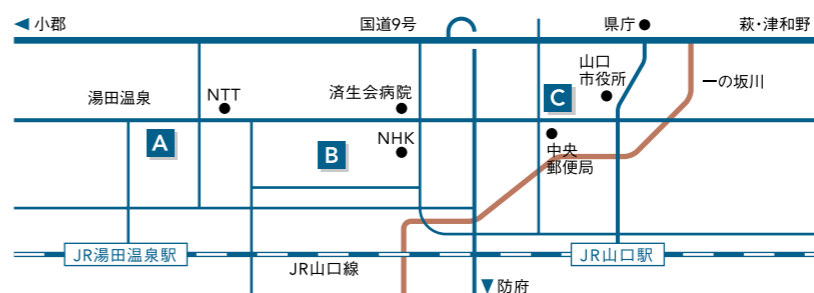 ◀小郡
国道9号
県庁
萩・津和野
山口
市役所
一の坂川
湯田温泉
NTT
済生会病院
C
A
B
NHK
中央
郵便局
JR湯田温泉駅
JR山口線
JR山口駅
▼防府